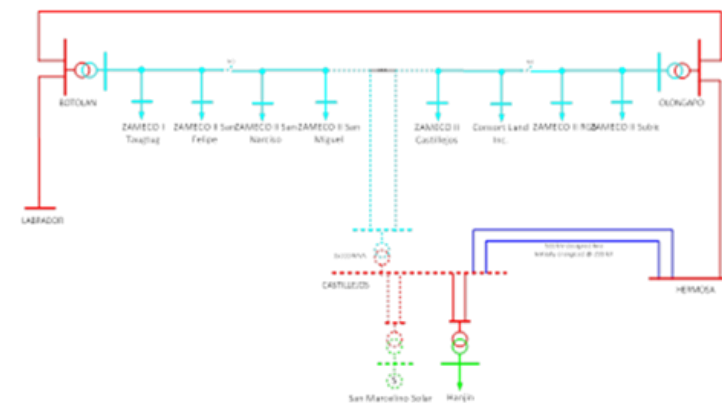 BOTOLAN
OLONGAPO
ZAMECO I
ZAMECO II San
Felipe
ZAMECO II San
Narciso
ZAMECO II San
Miguel
ZAMECO II
Castillejos
Consort Land
Inc.
ZAMECO II
ZAMECO II Subic
LABRADOR
CASTILLEJOS
HERMOSA
San Marcelino Solar
Hanjin